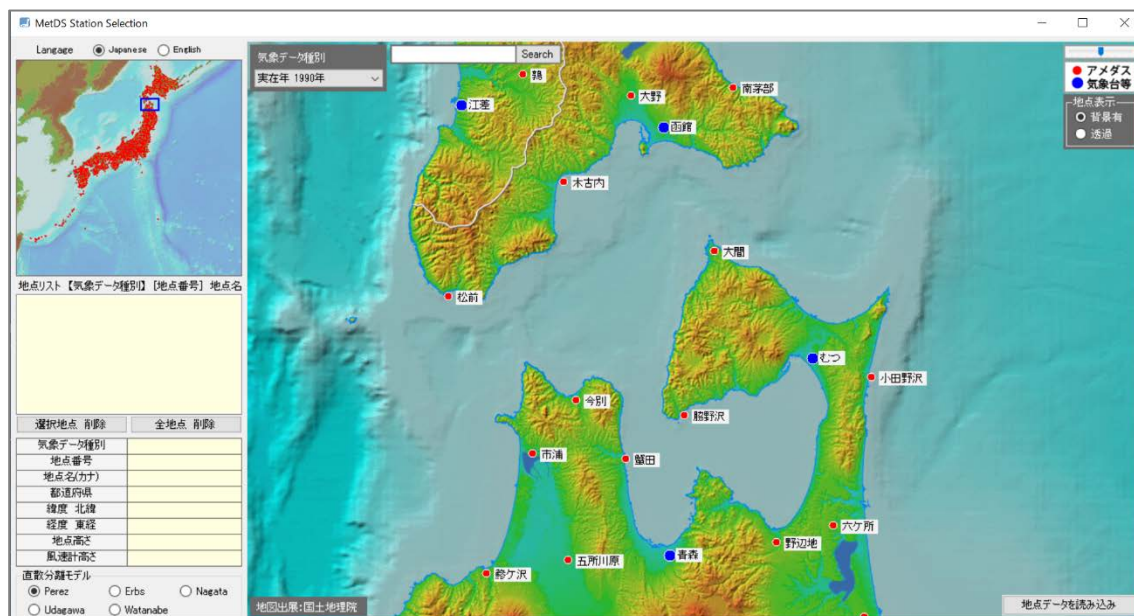 MetDS Station Selection
Langage Japanese English
気象データ種別
実在年 1990年
Search
アメダス
気象台等
地点表示
背景有
透過
鶉
江差
大野
函館
南茅部
木古内
大間
松前
むつ
小田野沢
今別
脇野沢
市浦
蟹田
六ケ所
野辺地
青森
五所川原
鰺ケ沢
地点リスト 【気象データ種別】 [地点番号] 地点名
選択地点 削除 全地点 削除
気象データ種別
地点番号
地点名(カナ)
都道府県
緯度 北緯
経度 東経
地点高さ
風速計高さ
直散分離モデル
Perez Erbs Nagata
Udagawa Watanabe
地図出展:国土地理院
地点データを読み込み